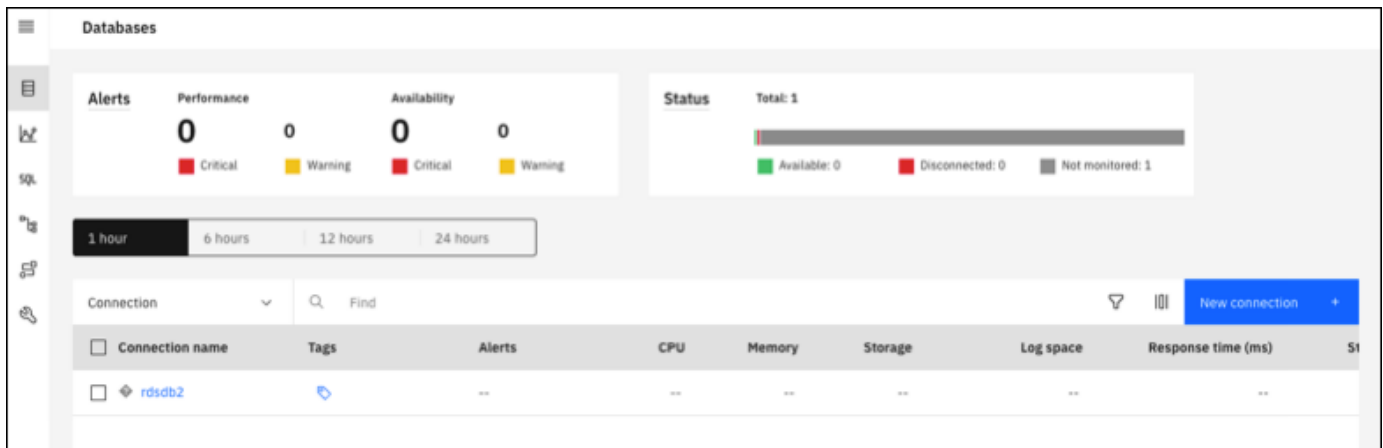 Databases
Alerts
Performance
Availability
0
0
0
0
Critical
Warning
Critical
Warning
Status
Total: 1
Available: 0
Disconnected: 0
Not monitored: 1
SQL
1 hour
6 hours
12 hours
24 hours
Connection
Find
New connection +
Connection name
Tags
Alerts
CPU
Memory
Storage
Log space
Response time (ms)
St
rdsdb2
--
--
--
--
--
--